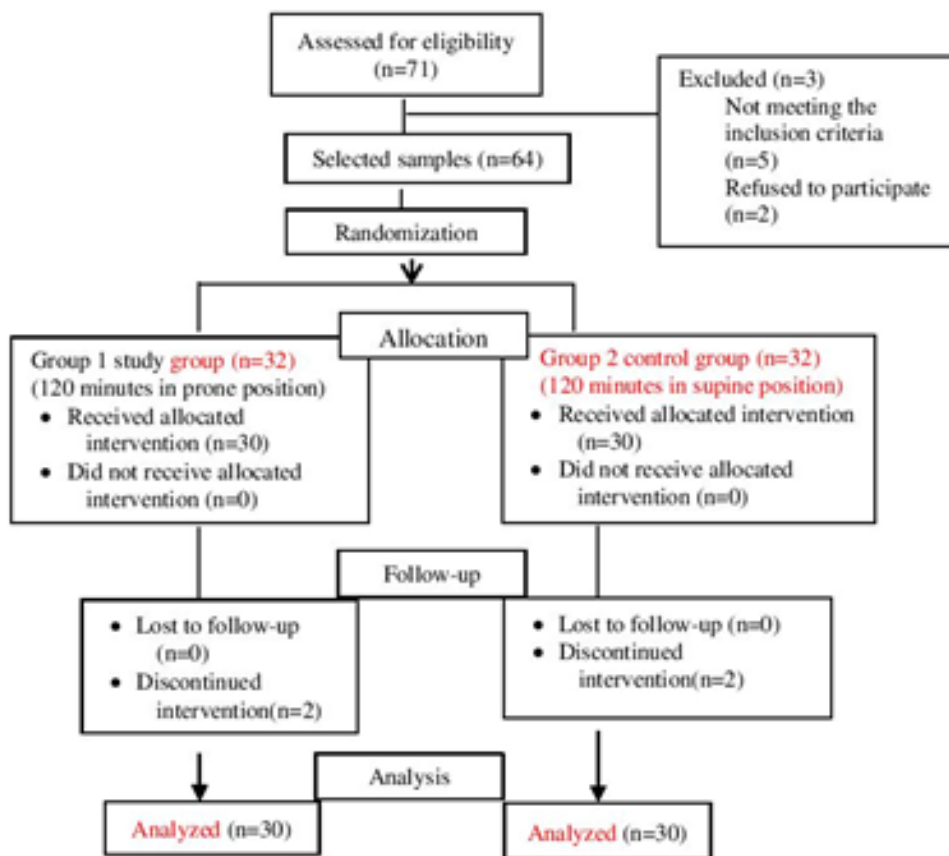 Assessed for eligibility
(n=71)
Excluded (n=3)
Not meeting the
inclusion criteria
(n=5)
Refused to participate
(n=2)
Selected samples (n=64)
Randomization
Allocation
Group 1 study group (n=32)
(120 minutes in prone position)
• Received allocated
intervention (n=30)
• Did not receive allocated
intervention (n=0)
Group 2 control group (n=32)
(120 minutes in supine position)
• Received allocated intervention
(n=30)
• Did not receive allocated
intervention (n=0)
Follow-up
• Lost to follow-up
(n=0)
• Discontinued
intervention(n=2)
• Lost to follow-up (n=0)
• Discontinued
intervention(n=2)
Analysis
Analyzed (n=30)
Analyzed (n=30)